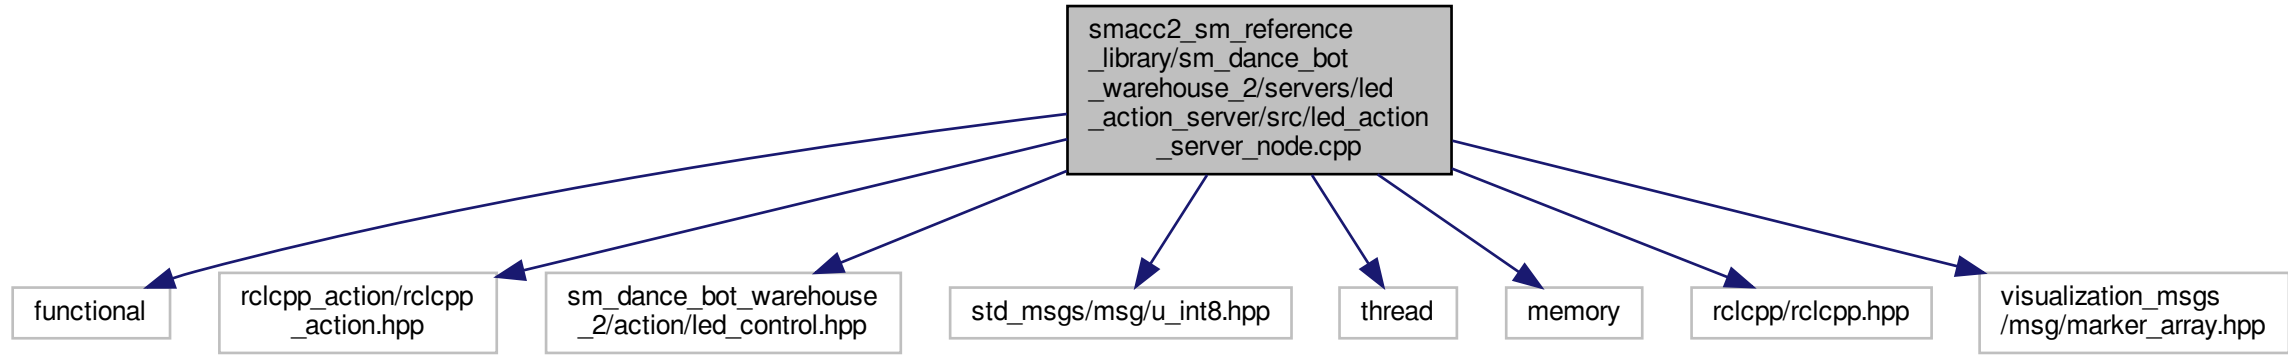 smacc2_sm_reference
_library/sm_dance_bot
_warehouse_2/servers/led
_action_server/src/led_action
_server_node.cpp
functional
rclcpp_action/rclcpp
_action.hpp
sm_dance_bot_warehouse
_2/action/led_control.hpp
std_msgs/msg/u_int8.hpp
thread
memory
rclcpp/rclcpp.hpp
visualization_msgs
/msg/marker_array.hpp